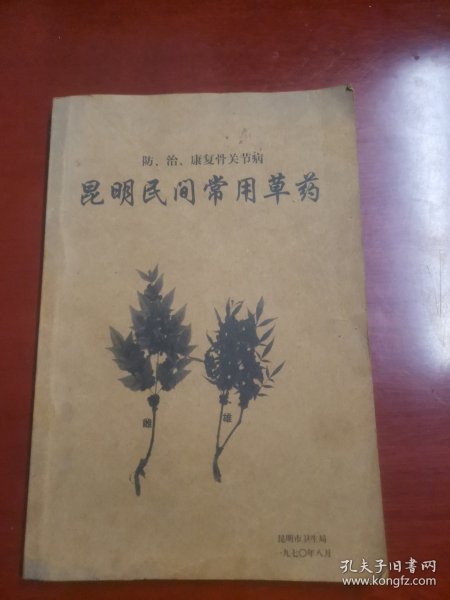 防、治、康复骨关节病
昆明民间常用草药
雌
雄
昆明市卫生局
一九七〇年八月
孔夫子旧书网
www.kongfz.com